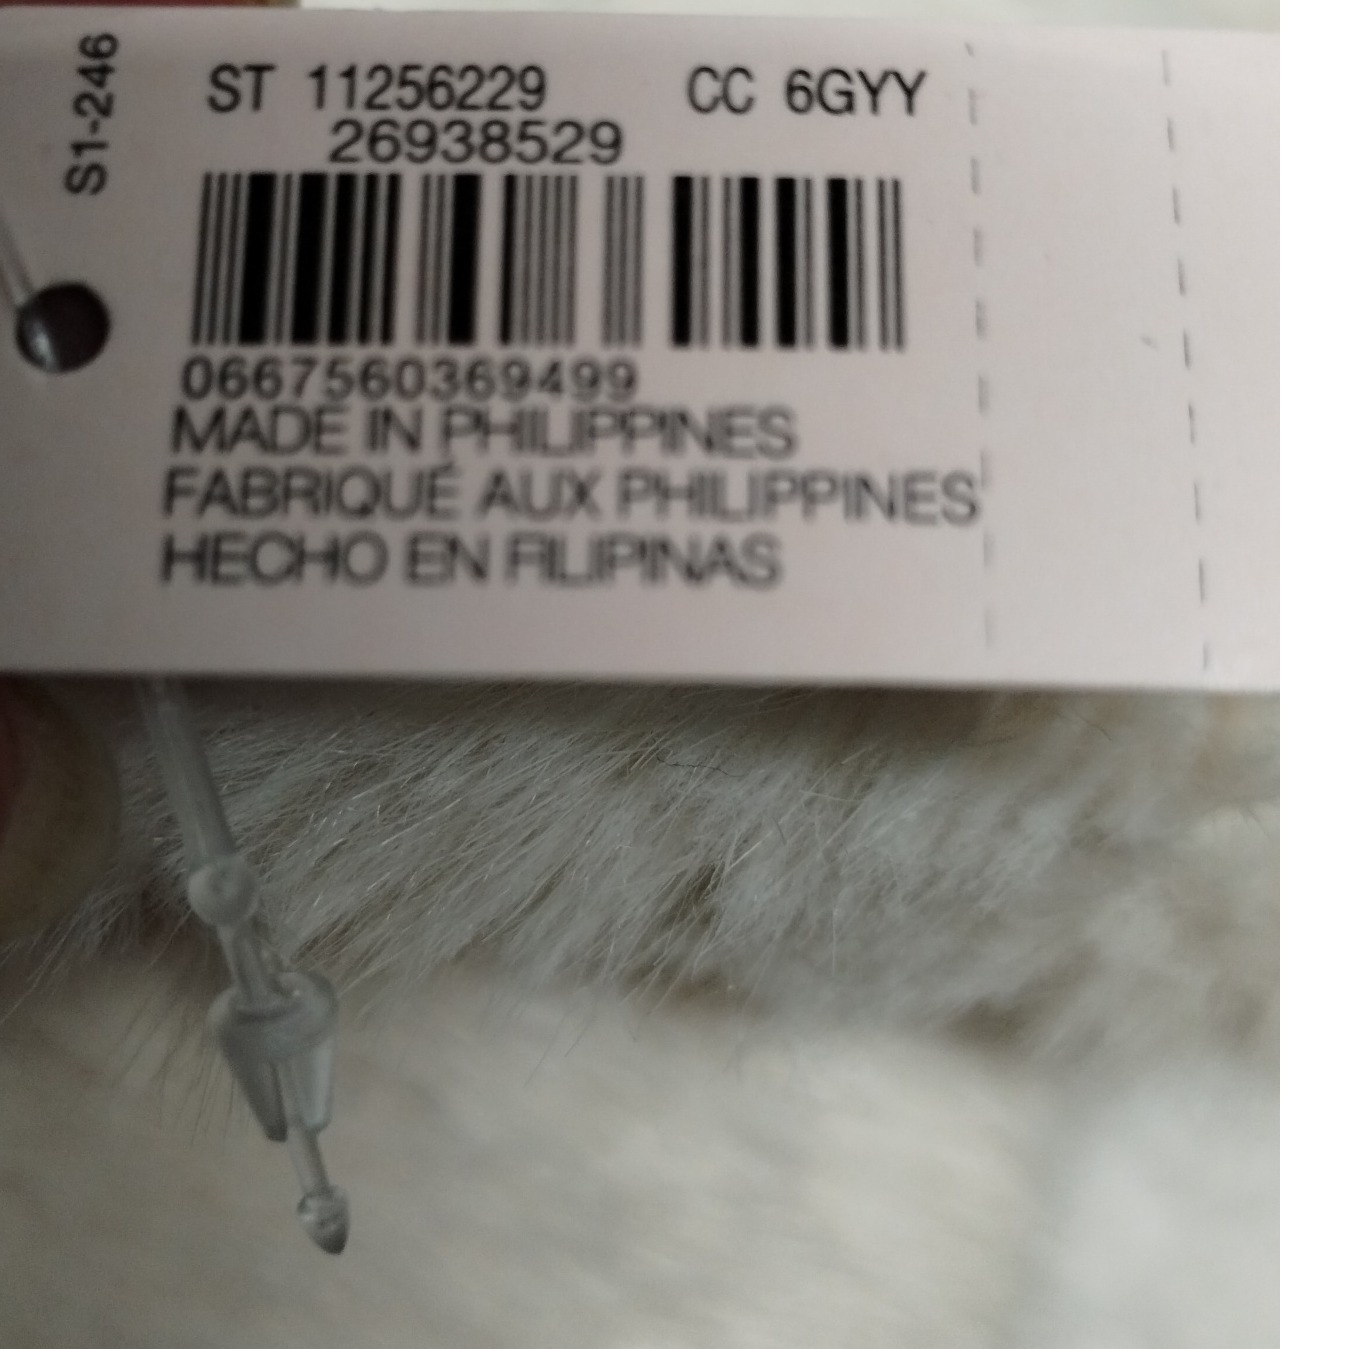 S1-246
ST 11256229 CC 6GYY
26938529
0667560369499
MADE IN PHILIPPINES
FABRIQUÉ AUX PHILIPPINES
HECHO EN FILIPINAS